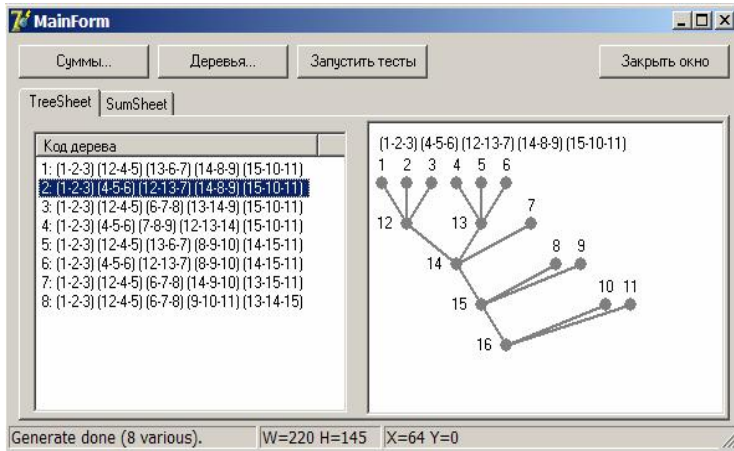 MainForm
Суммы... Деревья... Запустить тесты Закрыть окно
TreeSheet SumSheet
Код дерева
1: (1-2-3) (12-4-5) (13-6-7) (14-8-9) (15-10-11)
2: (1-2-3) (4-5-6) (12-13-7) (14-8-9) (15-10-11)
3: (1-2-3) (12-4-5) (6-7-8) (13-14-9) (15-10-11)
4: (1-2-3) (4-5-6) (7-8-9) (12-13-14) (15-10-11)
5: (1-2-3) (12-4-5) (13-6-7) (8-9-10) (14-15-11)
6: (1-2-3) (4-5-6) (12-13-7) (8-9-10) (14-15-11)
7: (1-2-3) (12-4-5) (6-7-8) (14-9-10) (13-15-11)
8: (1-2-3) (12-4-5) (6-7-8) (9-10-11) (13-14-15)
(1-2-3) (4-5-6) (12-13-7) (14-8-9) (15-10-11)
1 2 3 4 5 6
12 13 7
14 8 9
15 10 11
16
Generate done (8 various). W=220 H=145 X=64 Y=0